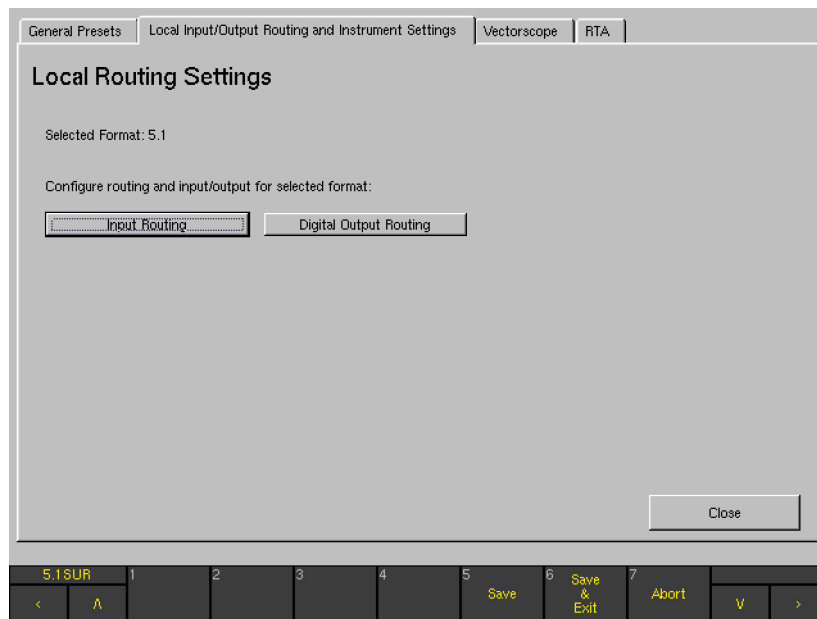 General Presets Local Input/Output Routing and Instrument Settings Vectorscope RTA
Local Routing Settings
Selected Format: 5.1
Configure routing and input/output for selected format:
Input Routing Digital Output Routing
Close
5.1SUR 1 2 3 4 5 6 7
< Λ Save Save & Exit Abort V >